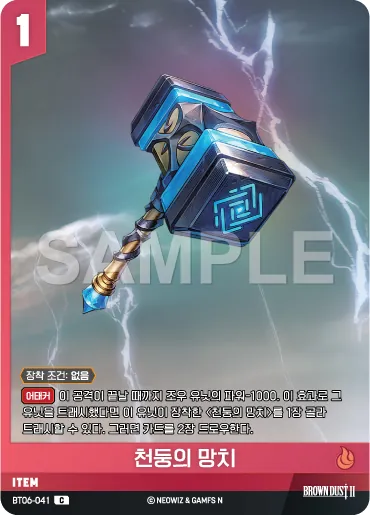 1
SAMPLE
장착 조건: 없음
어태커 이 공격이 끝날 때까지 조우 유닛의 파워-1000. 이 효과로 그
유닛을 트래시했다면 이 유닛이 장착한 <천둥의 망치>를 1장 골라
트래시할 수 있다. 그러면 카드를 2장 드로우한다.
천둥의 망치
ITEM
BT06-041 C ⓒ NEOWIZ & GAMFS N BROWN DUST II